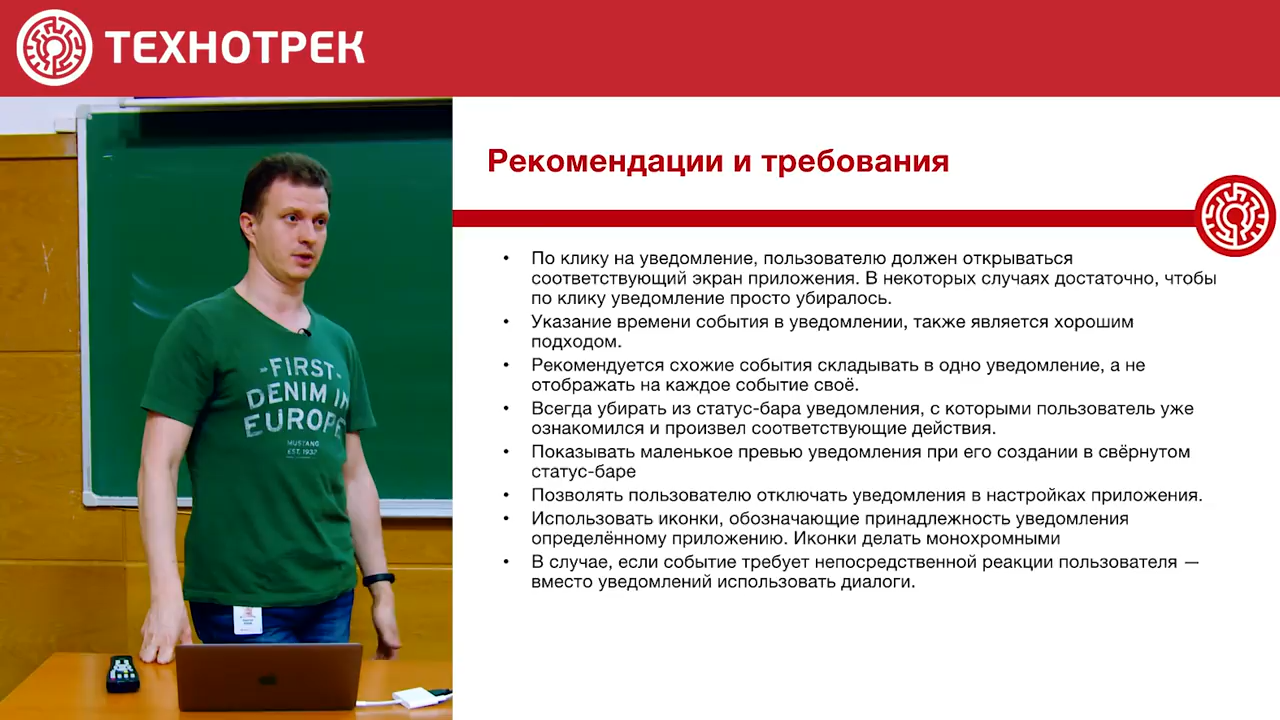 ТЕХНОТРЕК
-FIRST-
DENIM IN
EUROPE
MUSTANG
EST. 1932
Рекомендации и требования
• По клику на уведомление, пользователю должен открываться
соответствующий экран приложения. В некоторых случаях достаточно, чтобы
по клику уведомление просто убиралось.
• Указание времени события в уведомлении, также является хорошим
подходом.
• Рекомендуется схожие события складывать в одно уведомление, а не
отображать на каждое событие своё.
• Всегда убирать из статус-бара уведомления, с которыми пользователь уже
ознакомился и произвел соответствующие действия.
• Показывать маленькое превью уведомления при его создании в свёрнутом
статус-баре
• Позволять пользователю отключать уведомления в настройках приложения.
• Использовать иконки, обозначающие принадлежность уведомления
определённому приложению. Иконки делать монохромными
• В случае, если событие требует непосредственной реакции пользователя —
вместо уведомлений использовать диалоги.